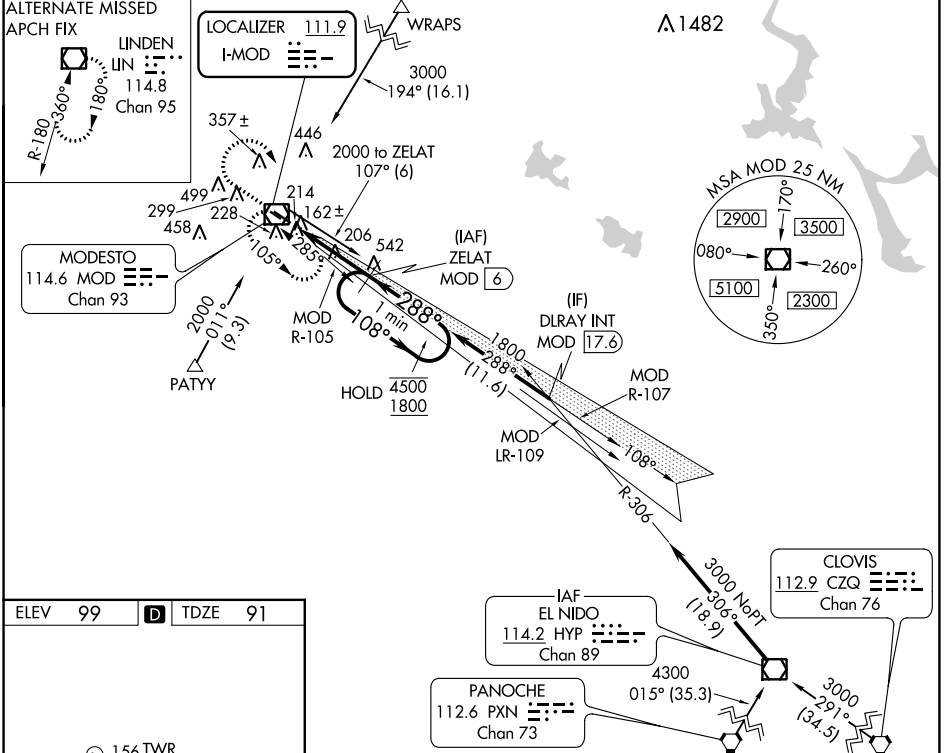 ALTERNATE MISSED
APCH FIX
LINDEN
LIN
114.8
Chan 95
R-180
360°
180°
LOCALIZER 111.9
I-MOD
WRAPS
3000
194° (16.1)
1482
357 ±
446
2000 to ZELAT
107° (6)
499
299
458
228
214
162 ±
206
542
285°
105°
MODESTO
114.6 MOD
Chan 93
MOD
R-105
(IAF)
ZELAT
MOD 6
2000
011°
(9.3)
PATYY
288°
1 min
108°
HOLD 4500
1800
(IF)
DLRAY INT
MOD 17.6
1800
288°
(11.6)
MOD
R-107
MOD
LR-109
108°
R-306
MSA MOD 25 NM
170°
2900
3500
080°
260°
5100
2300
350°
3000 NoPT
306°
(18.9)
IAF
EL NIDO
114.2 HYP
Chan 89
CLOVIS
112.9 CZQ
Chan 76
4300
015° (35.3)
3000
291°
(34.5)
PANOCHE
112.6 PXN
Chan 73
ELEV 99 D TDZE 91
156 TWR